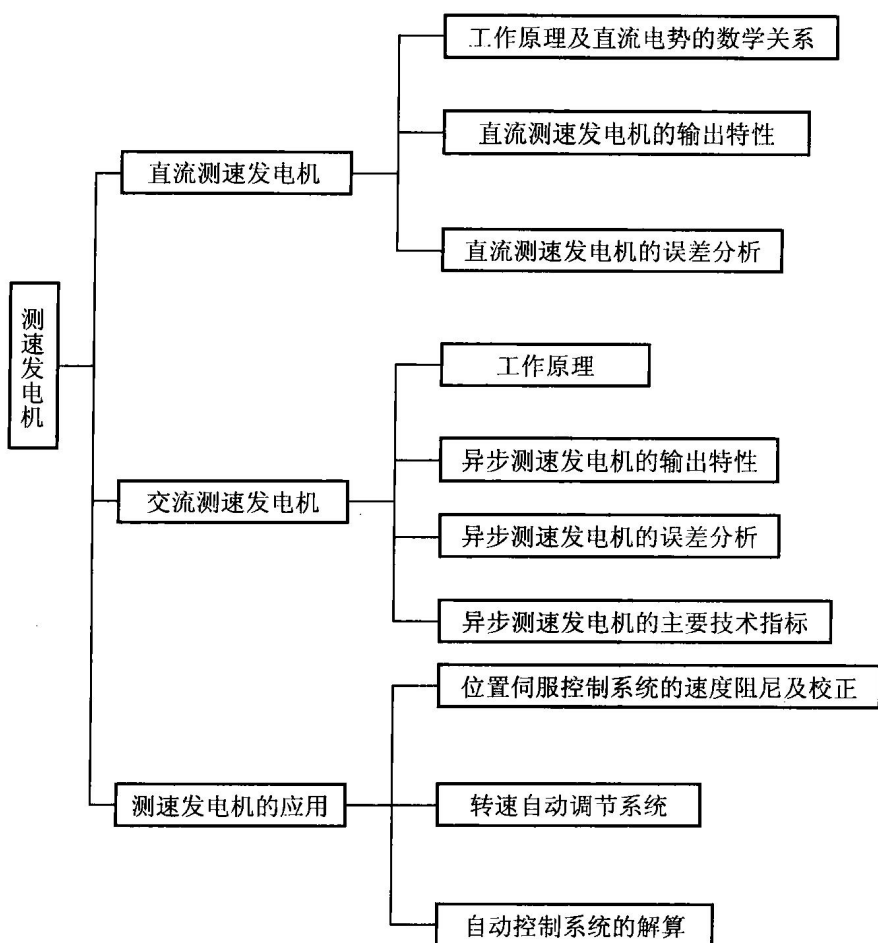 测速发电机
直流测速发电机
工作原理及直流电势的数学关系
直流测速发电机的输出特性
直流测速发电机的误差分析
交流测速发电机
工作原理
异步测速发电机的输出特性
异步测速发电机的误差分析
异步测速发电机的主要技术指标
测速发电机的应用
位置伺服控制系统的速度阻尼及校正
转速自动调节系统
自动控制系统的解算